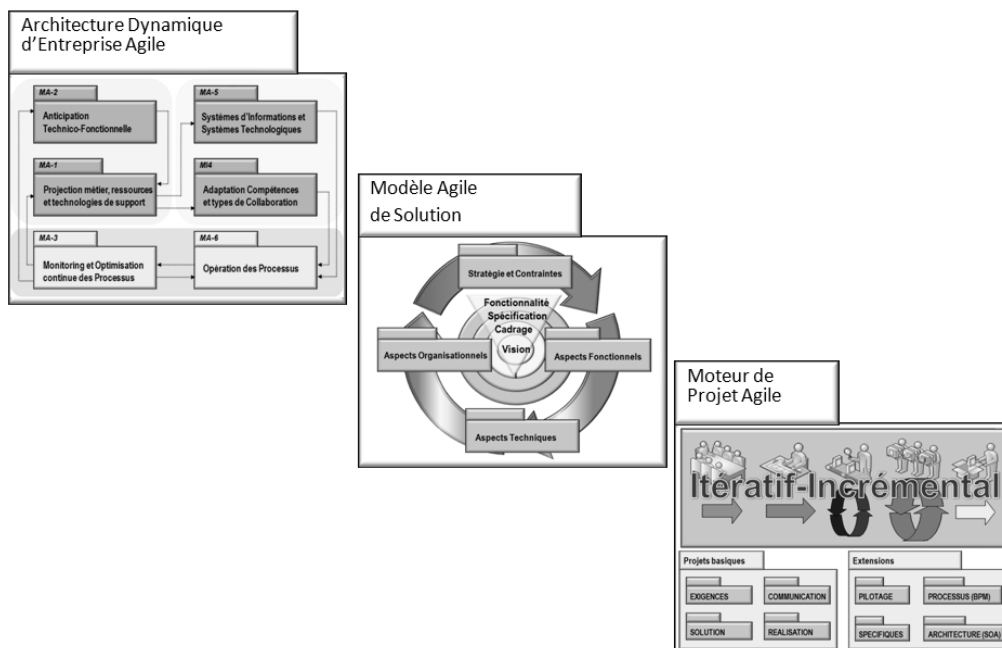 Architecture Dynamique
d'Entreprise Agile
MA-2
Anticipation
Technico-Fonctionnelle
MA-5
Systèmes d'Informations et
Systèmes Technologiques
MA-1
Projection métier, ressources
et technologies de support
MI4
Adaptation Compétences
et types de Collaboration
MA-3
Monitoring et Optimisation
continue des Processus
MA-6
Opération des Processus
Modèle Agile
de Solution
Stratégie et Contraintes
Fonctionnalité
Spécification
Cadrage
Vision
Aspects Organisationnels
Aspects Fonctionnels
Aspects Techniques
Moteur de
Projet Agile
Itératif-Incrémental
Projets basiques
EXIGENCES
COMMUNICATION
SOLUTION
REALISATION
Extensions
PILOTAGE
PROCESSUS (BPM)
SPECIFIQUES
ARCHITECTURE (SOA)